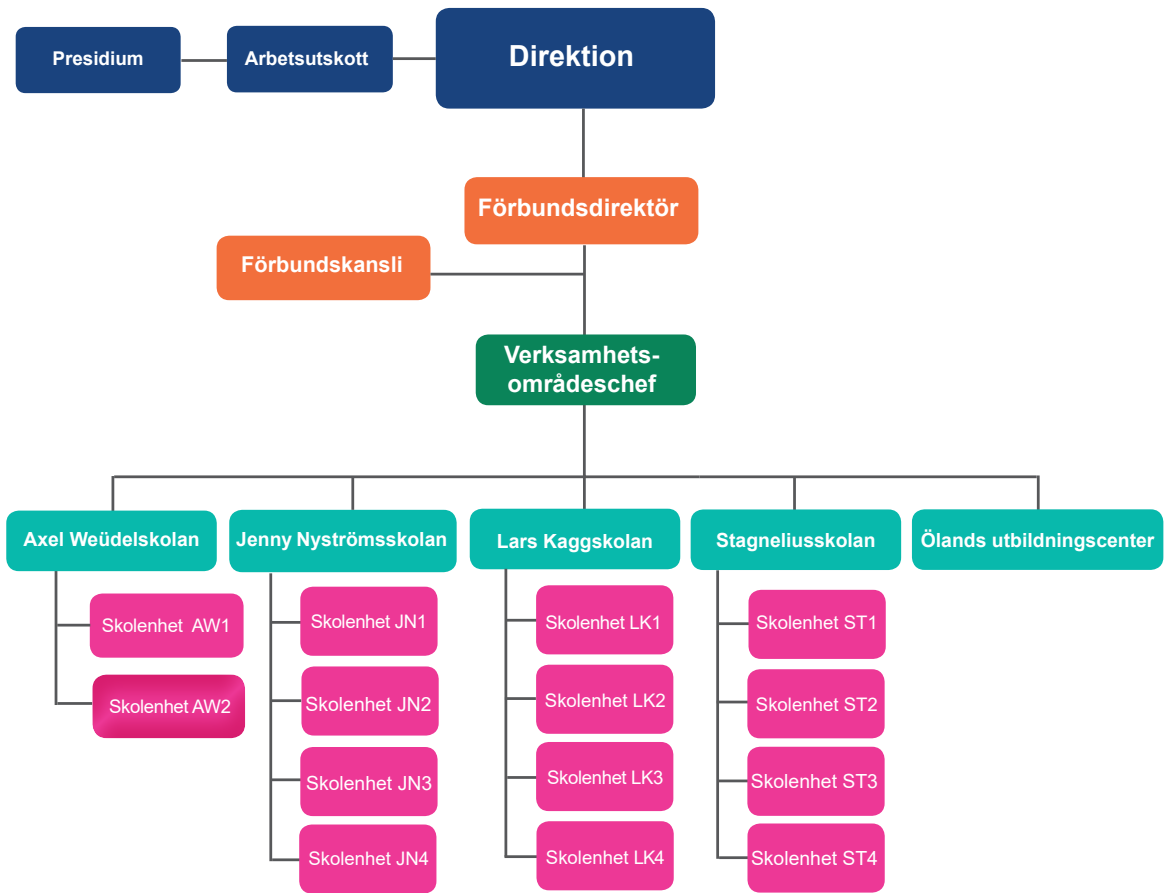 Presidium
Arbetsutskott
Direktion
Förbundsdirektör
Förbundskansli
Verksamhets-
områdeschef
Axel Weüdelskolan
Jenny Nyströmsskolan
Lars Kaggskolan
Stagneliusskolan
Ölands utbildningscenter
Skolenhet AW1
Skolenhet AW2
Skolenhet JN1
Skolenhet JN2
Skolenhet JN3
Skolenhet JN4
Skolenhet LK1
Skolenhet LK2
Skolenhet LK3
Skolenhet LK4
Skolenhet ST1
Skolenhet ST2
Skolenhet ST3
Skolenhet ST4